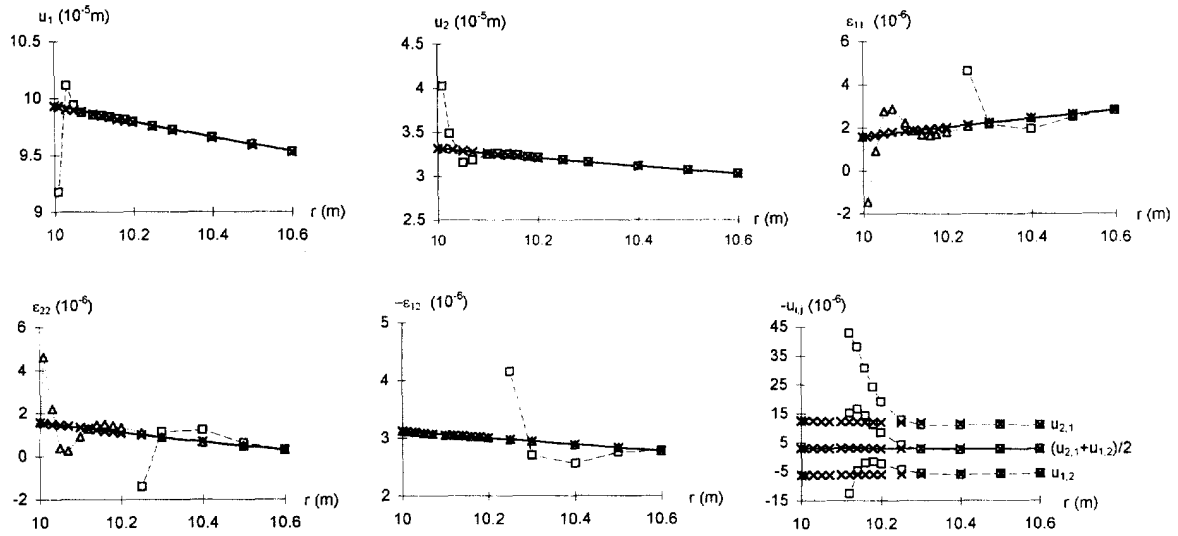 u₁ (10⁻⁵m)
10.5
10
9.5
9
r (m)
10 10.2 10.4 10.6
u₂ (10⁻⁵m)
4.5
4
3.5
3
2.5
r (m)
10 10.2 10.4 10.6
ε₁₁ (10⁻⁶)
6
4
2
0
-2
r (m)
10 10.2 10.4 10.6
ε₂₂ (10⁻⁶)
6
4
2
0
-2
r (m)
10 10.2 10.4 10.6
-ε₁₂ (10⁻⁶)
5
4
3
2
r (m)
10 10.2 10.4 10.6
-uᵢ,ⱼ (10⁻⁶)
45
35
25
15
5
-5
-15
u₂,₁
(u₂,₁+u₁,₂)/2
u₁,₂
r (m)
10 10.2 10.4 10.6